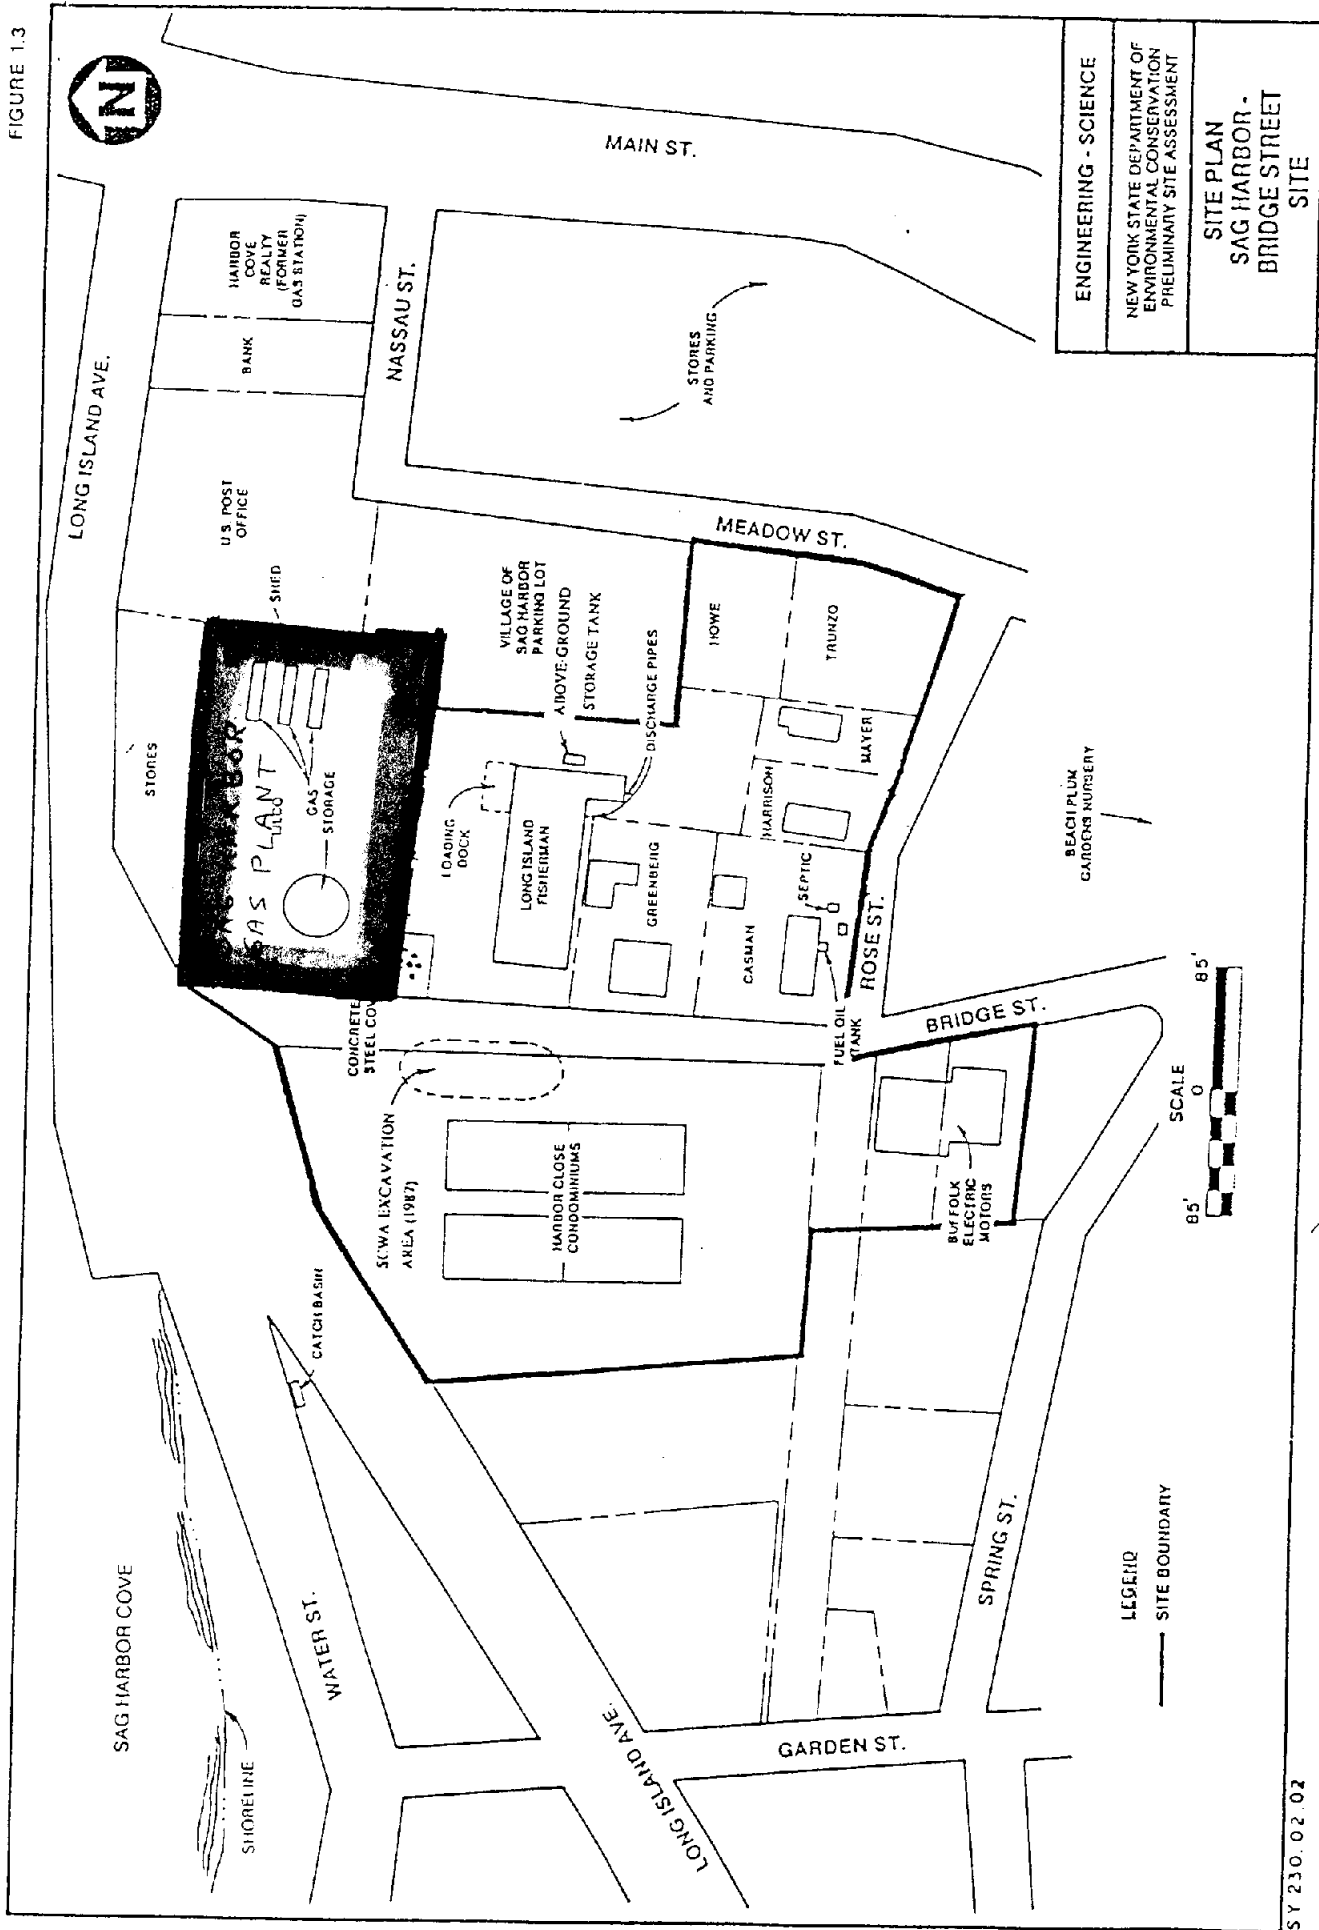 FIGURE 1.3
N
LONG ISLAND AVE.
MAIN ST.
HARBOR
COVE
REALTY
(FORMER
GAS STATION)
BANK
NASSAU ST.
U.S. POST
OFFICE
STORES
AND PARKING
SHED
STORES
HARBOR
GAS PLANT
LILCO
GAS
STORAGE
VILLAGE OF
SAG HARBOR
PARKING LOT
ABOVE-GROUND
STORAGE TANK
DISCHARGE PIPES
MEADOW ST.
HOWE
TRUNZO
LOADING
DOCK
LONG ISLAND
FISHERMAN
GREENBERG
HARRISON
MAYER
CASMAN
SEPTIC
ROSE ST.
FUEL OIL
TANK
BEACH PLUM
GARDENS NURSERY
CONCRETE
STEEL COV
SCWA EXCAVATION
AREA (1987)
HARBOR CLOSE
CONDOMINIUMS
BRIDGE ST.
BUFFOLK
ELECTRIC
MOTORS
CATCH BASIN
SAG HARBOR COVE
SHORELINE
WATER ST.
LONG ISLAND AVE.
GARDEN ST.
SPRING ST.
SCALE
85' 0 85'
LEGEND
SITE BOUNDARY
ENGINEERING - SCIENCE
NEW YORK STATE DEPARTMENT OF
ENVIRONMENTAL CONSERVATION
PRELIMINARY SITE ASSESSMENT
SITE PLAN
SAG HARBOR -
BRIDGE STREET
SITE
SY 230.02.02